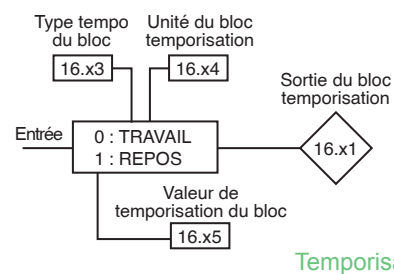 Type tempo
du bloc
Unité du bloc
temporisation
16.x3
16.x4
Sortie du bloc
temporisation
Entrée
0 : TRAVAIL
1 : REPOS
16.x1
Valeur de
temporisation du bloc
16.x5
Temporisa